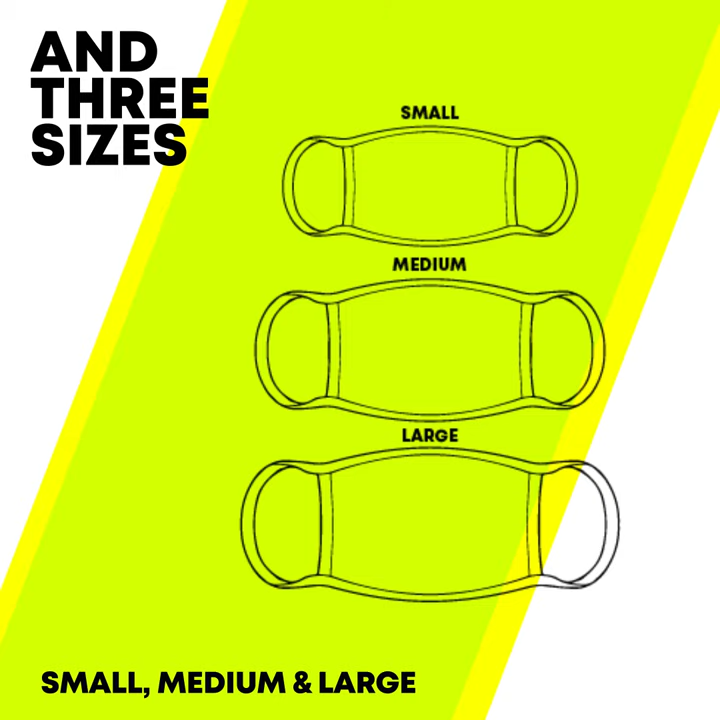 AND
THREE
SIZES
SMALL
MEDIUM
LARGE
SMALL, MEDIUM & LARGE